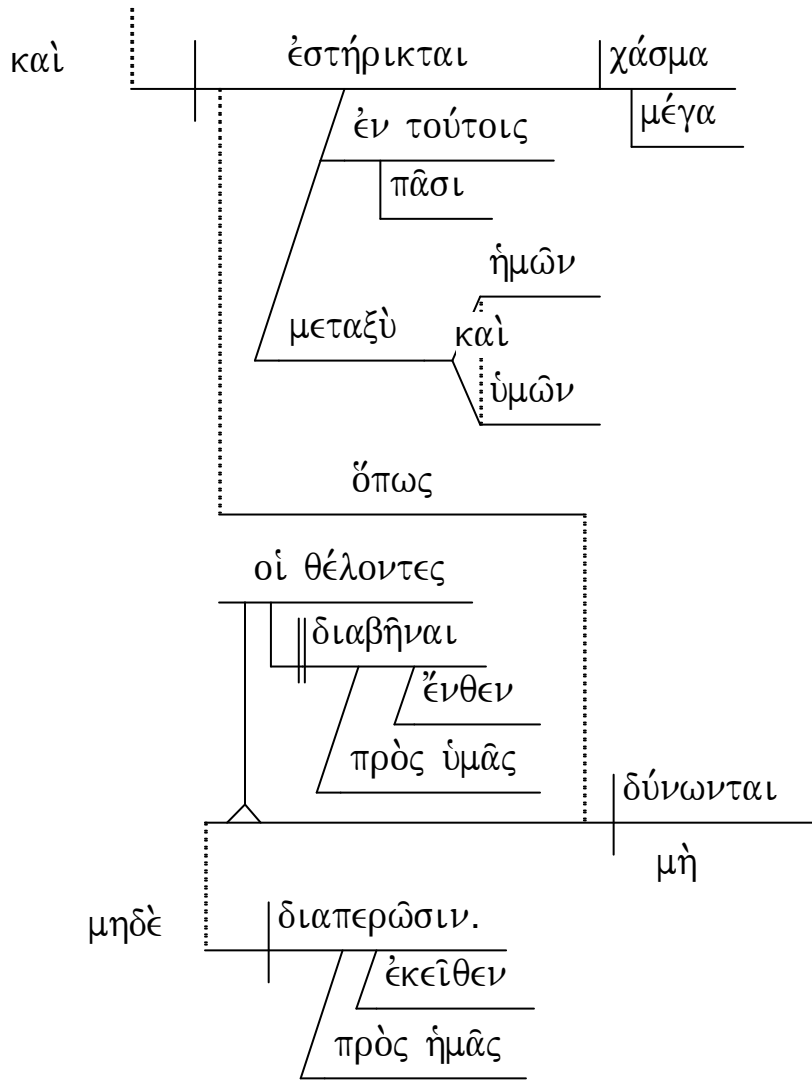 καὶ ἐστήρικται χάσμα
μέγα
ἐν τούτοις
πᾶσι
ἡμῶν
μεταξὺ καὶ
ὑμῶν
ὅπως
οἱ θέλοντες
διαβῆναι
ἔνθεν
πρὸς ὑμᾶς
δύνωνται
μὴ
μηδὲ διαπερῶσιν.
ἐκεῖθεν
πρὸς ἡμᾶς